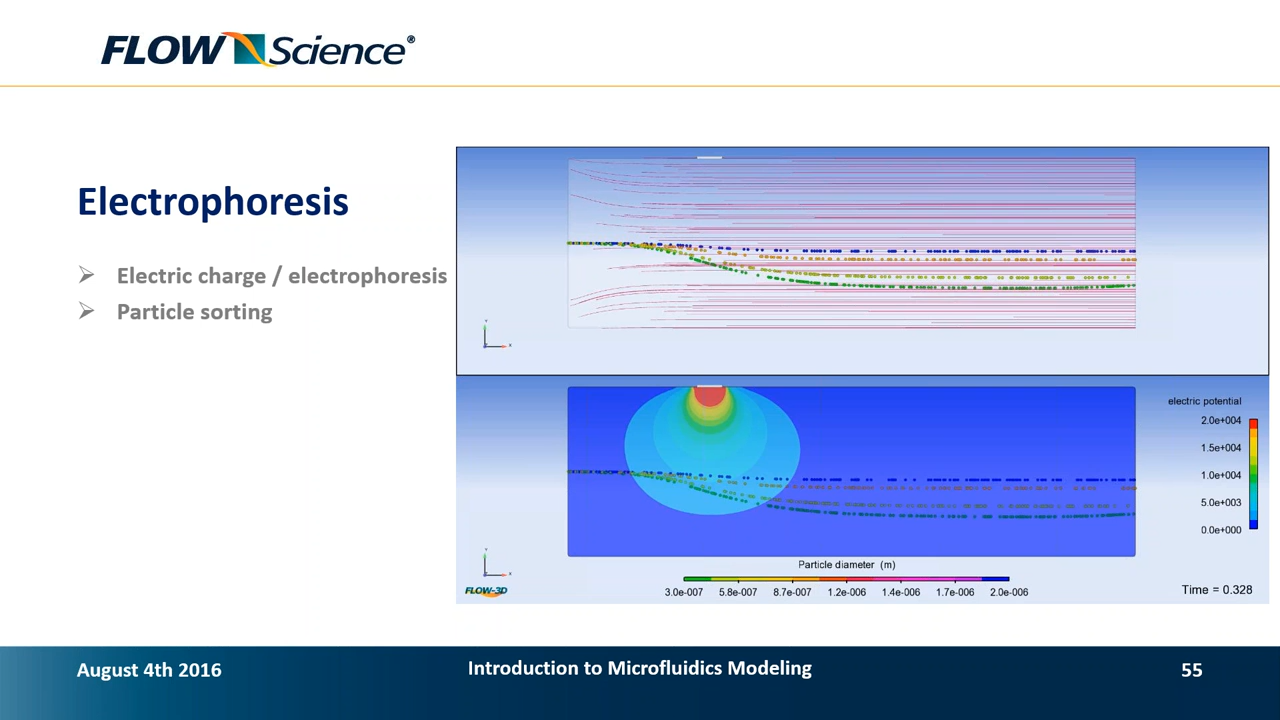 FLOW Science®
Electrophoresis
Electric charge / electrophoresis
Particle sorting
electric potential
2.0e+004
1.5e+004
1.0e+004
5.0e+003
0.0e+000
Particle diameter (m)
3.0e-007 5.8e-007 8.7e-007 1.2e-006 1.4e-006 1.7e-006 2.0e-006
FLOW-3D
Time = 0.328
August 4th 2016
Introduction to Microfluidics Modeling
55